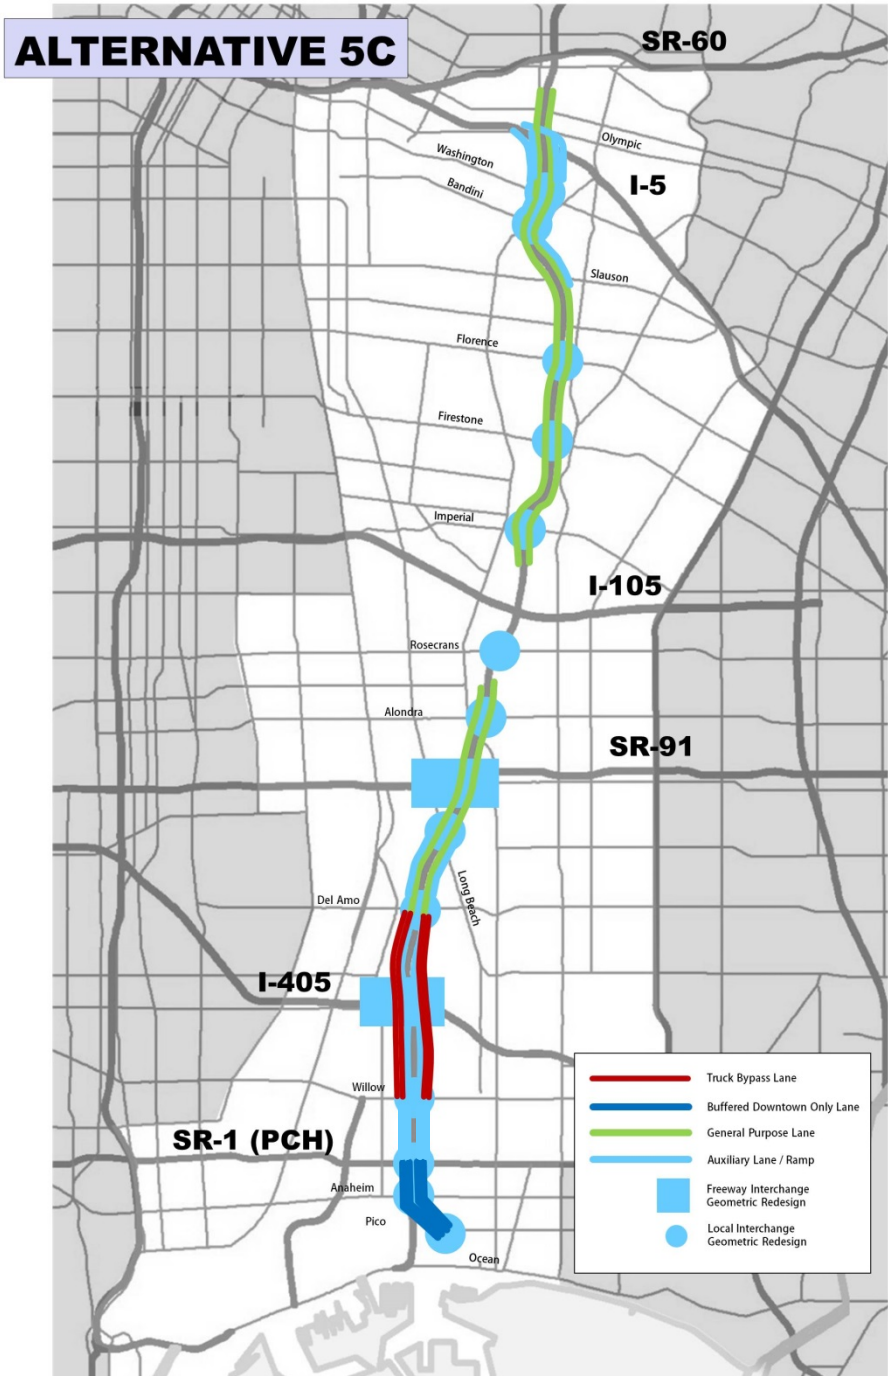 ALTERNATIVE 5C
SR-60
Olympic
Washington
I-5
Bandini
Slauson
Florence
Firestone
Imperial
I-105
Rosecrans
Alondra
SR-91
Long Beach
Del Amo
I-405
Willow
SR-1 (PCH)
Anaheim
Pico
Ocean
Truck Bypass Lane
Buffered Downtown Only Lane
General Purpose Lane
Auxiliary Lane / Ramp
Freeway Interchange
Geometric Redesign
Local Interchange
Geometric Redesign